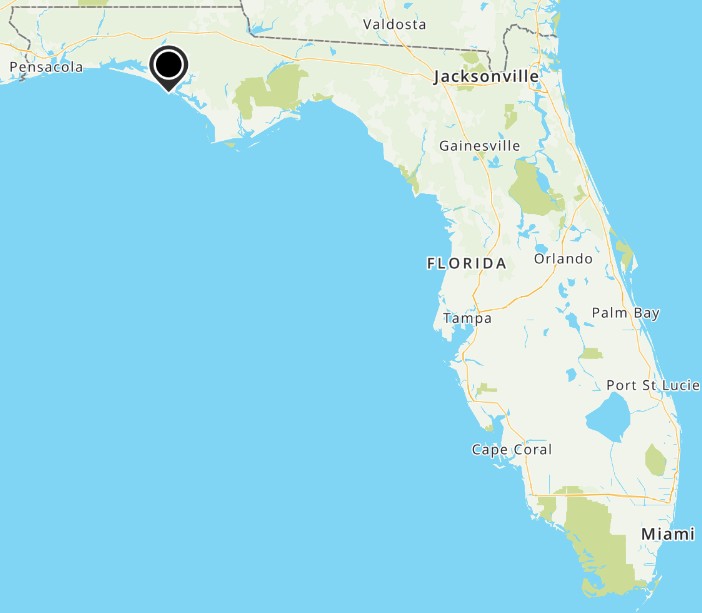 Valdosta
Pensacola
Jacksonville
Gainesville
FLORIDA
Orlando
Palm Bay
Tampa
Port St Lucie
Cape Coral
Miami